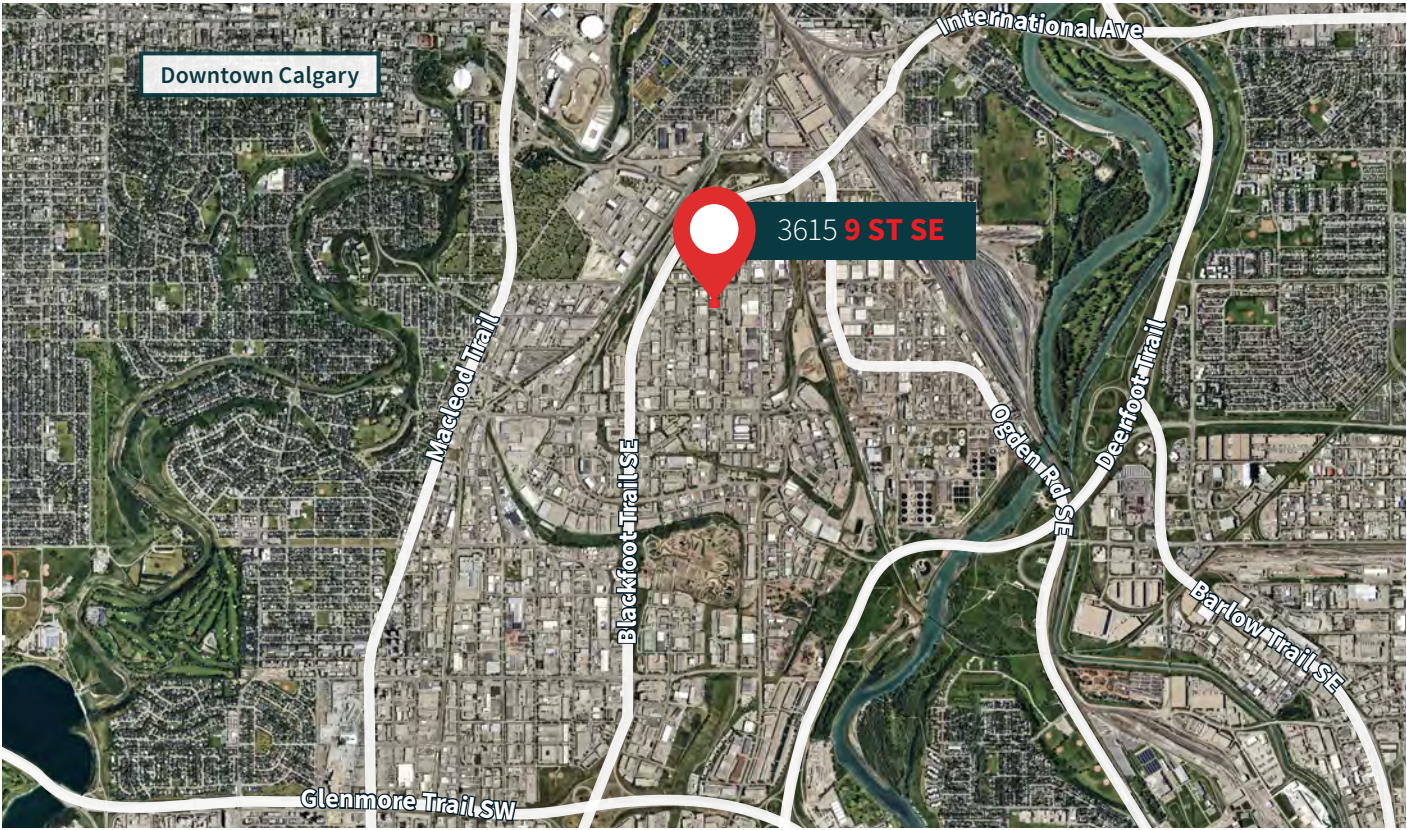 International Ave
Downtown Calgary
3615 9 ST SE
Macleod Trail
Deerfoot Trail
Ogden Rd SE
Blackfoot Trail SE
Barlow Trail SE
Glenmore Trail SW